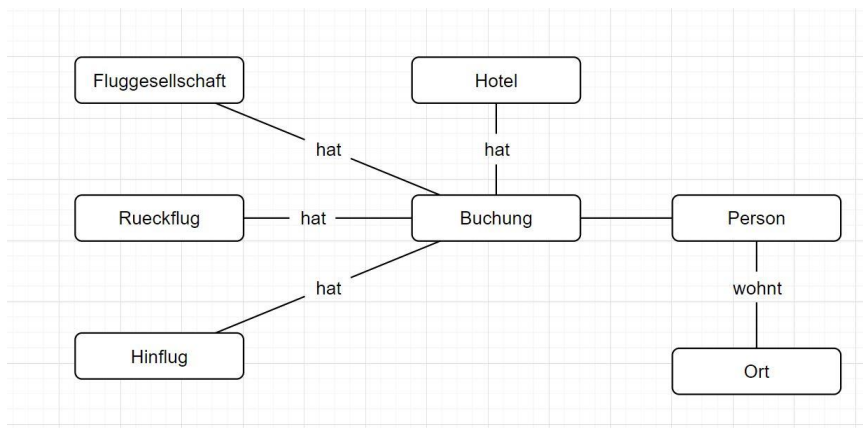 Fluggesellschaft
Hotel
hat
hat
Rueckflug
hat
Buchung
Person
hat
wohnt
Hinflug
Ort